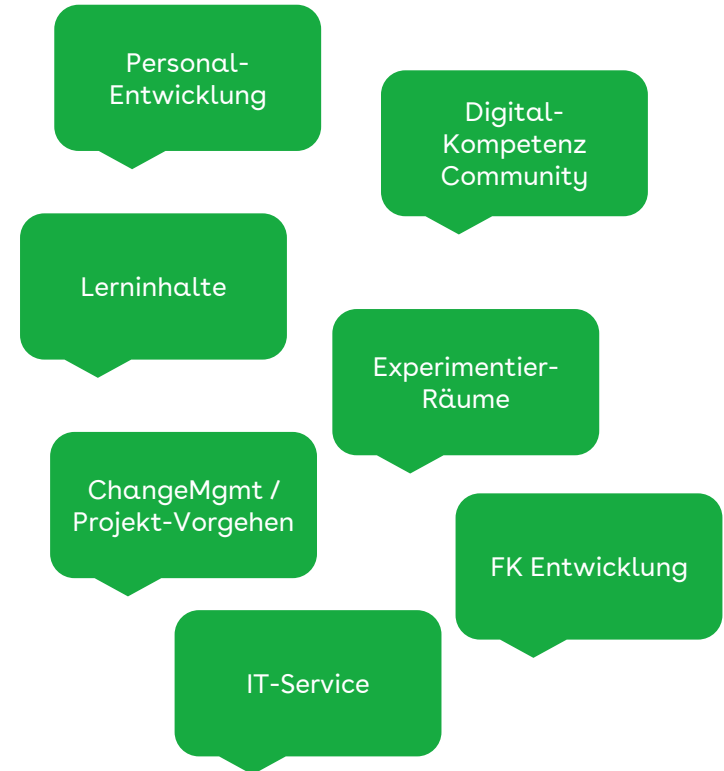 Personal-
Entwicklung
Digital-
Kompetenz
Community
Lerninhalte
Experimentier-
Räume
ChangeMgmt /
Projekt-Vorgehen
FK Entwicklung
IT-Service